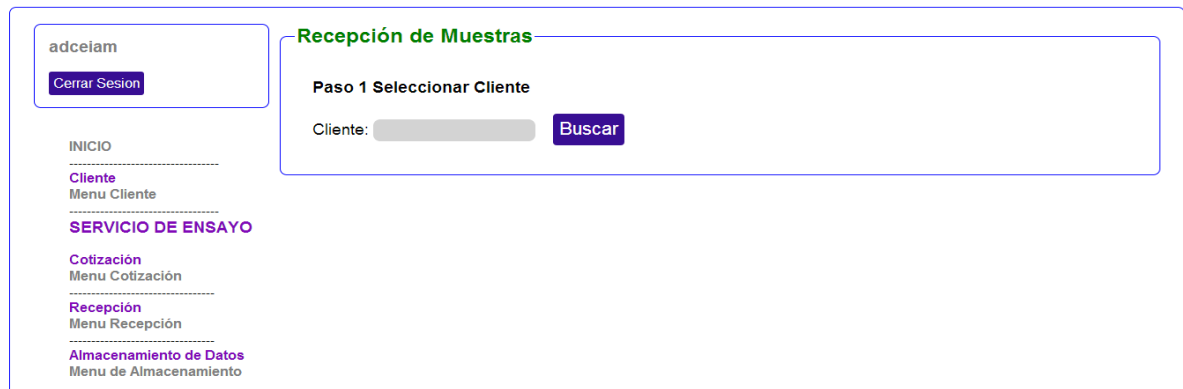 adceiam
Cerrar Sesion
INICIO
----------------------------------
Cliente
Menu Cliente
----------------------------------
SERVICIO DE ENSAYO
Cotización
Menu Cotización
---------------------------------
Recepción
Menu Recepción
---------------------------------
Almacenamiento de Datos
Menu de Almacenamiento
Recepción de Muestras
Paso 1 Seleccionar Cliente
Cliente: Buscar